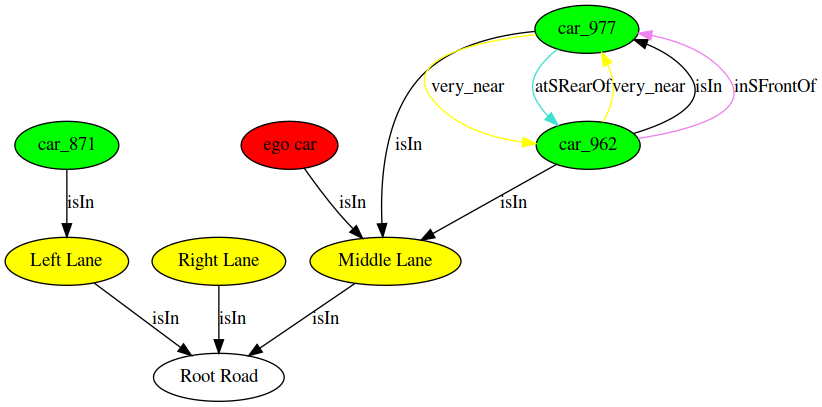 car_977
very_near
atSRearOf
very_near
isIn
inSFrontOf
car_871
ego car
isIn
car_962
isIn
isIn
isIn
Left Lane
Right Lane
Middle Lane
isIn
isIn
isIn
Root Road